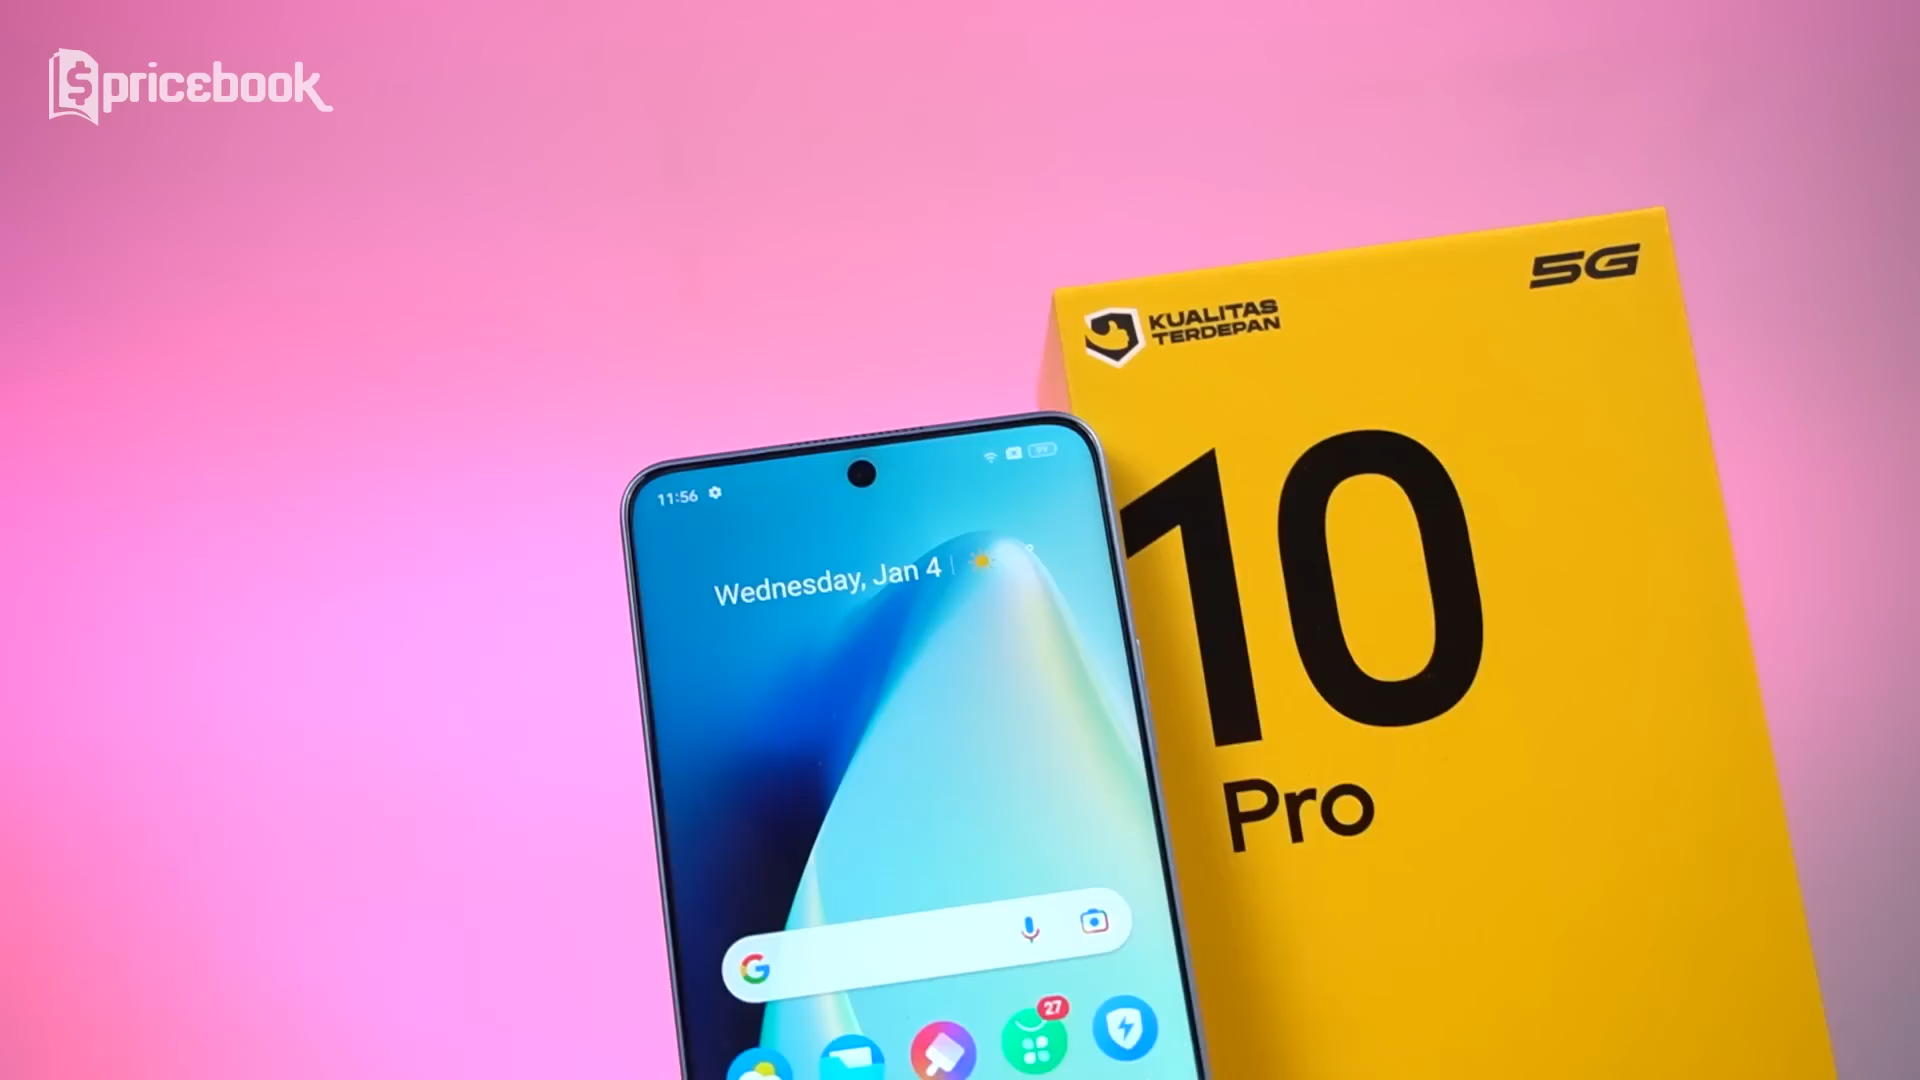 pricebook
5G
KUALITAS
TERDEPAN
10
Pro
11:56
Wednesday, Jan 4
27